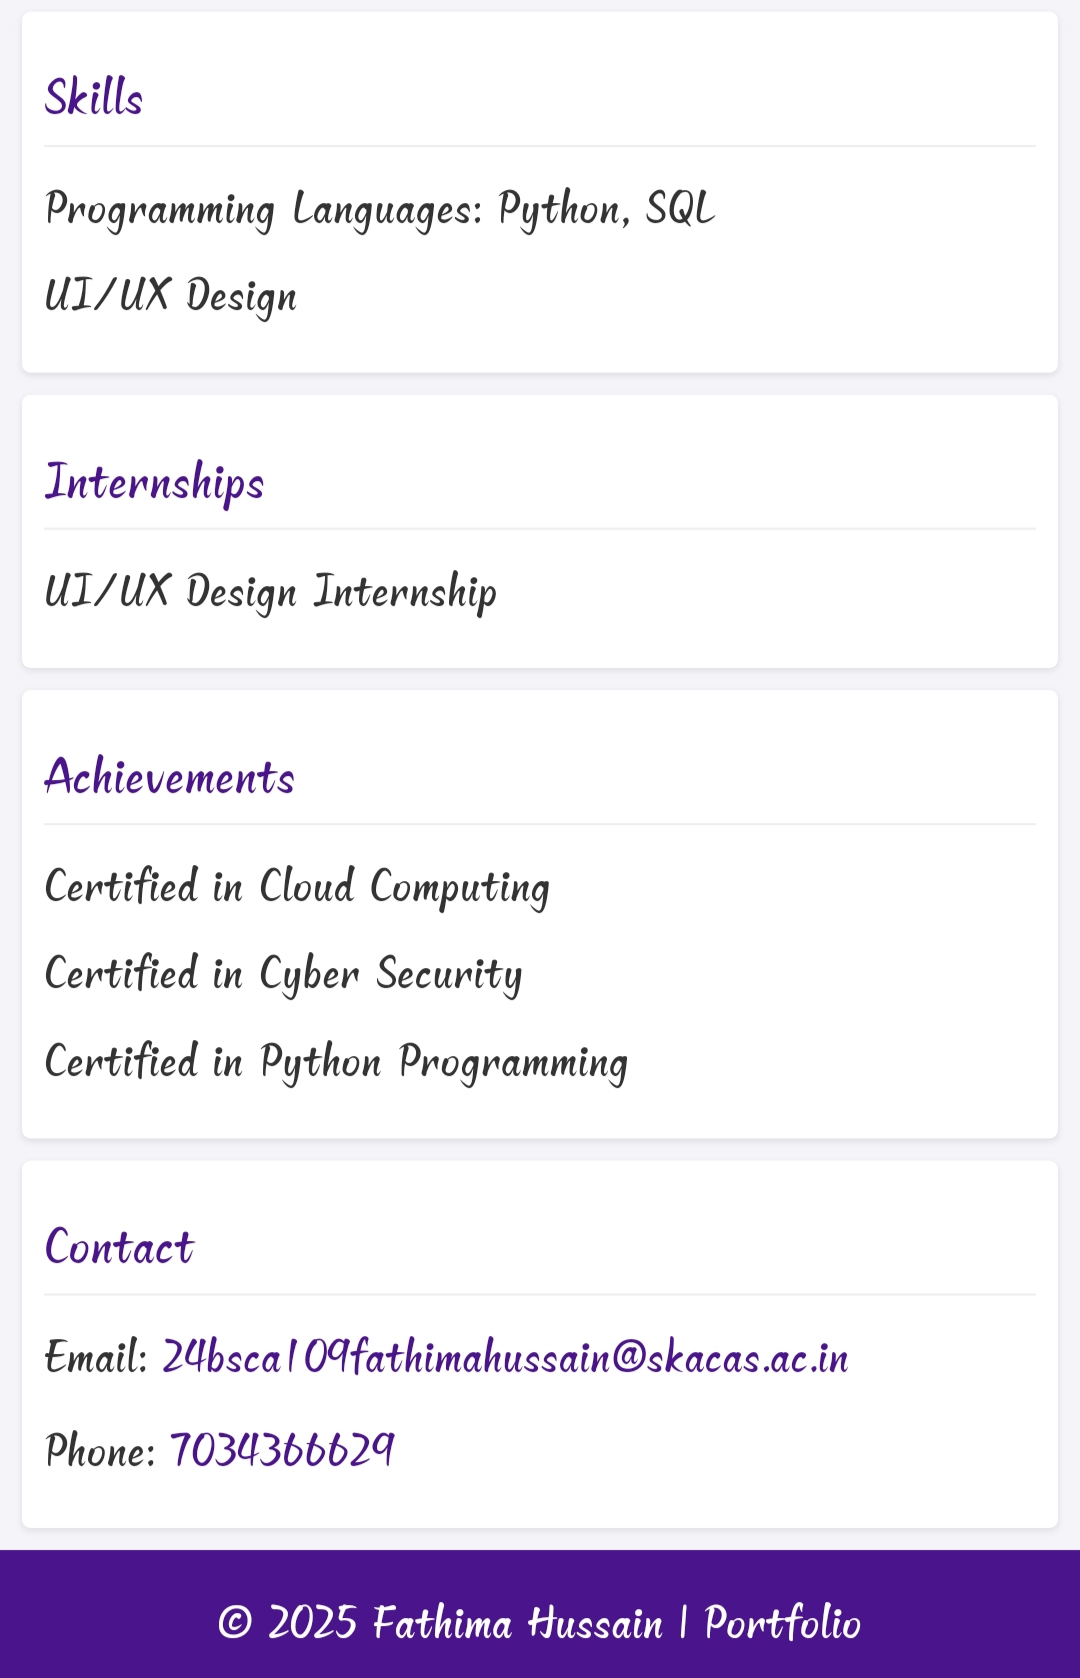 Skills
Programming Languages: Python, SQL
UI/UX Design
Internships
UI/UX Design Internship
Achievements
Certified in Cloud Computing
Certified in Cyber Security
Certified in Python Programming
Contact
Email: 24bsca109fathimahussain@skacas.ac.in
Phone: 7034366629
© 2025 Fathima Hussain | Portfolio